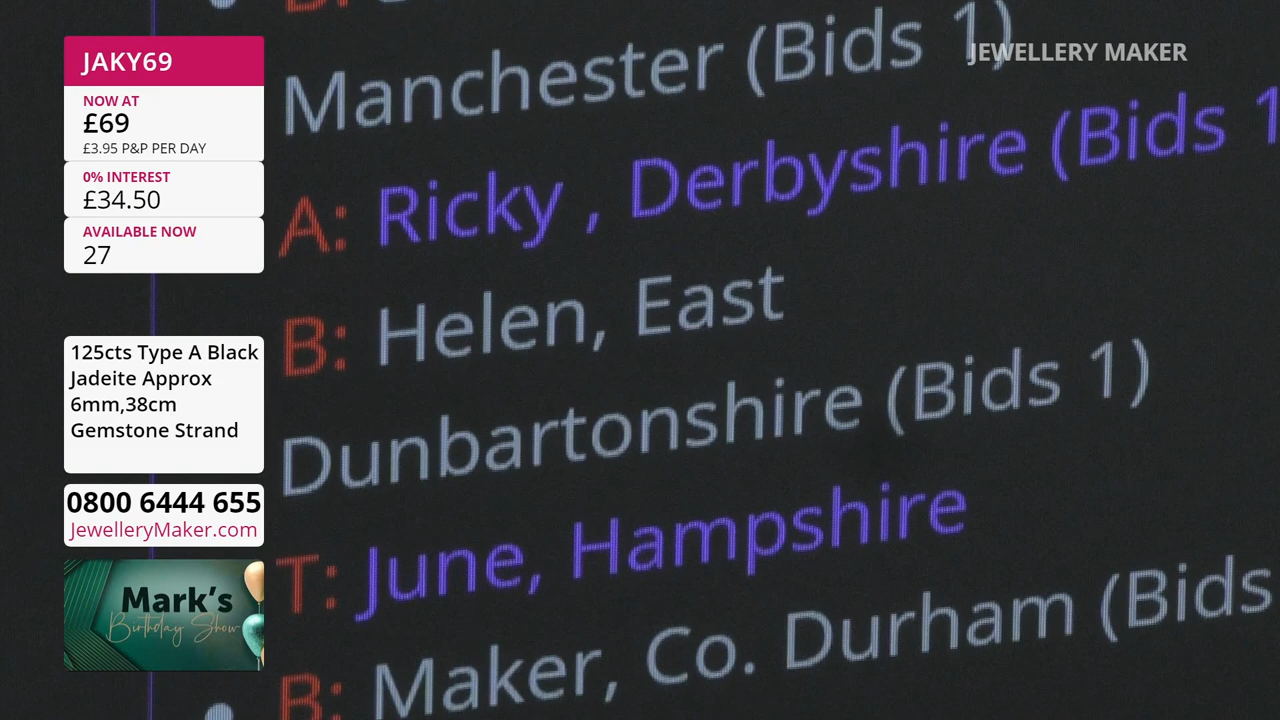 JAKY69
NOW AT
£69
£3.95 P&P PER DAY
0% INTEREST
£34.50
AVAILABLE NOW
27
125cts Type A Black
Jadeite Approx
6mm,38cm
Gemstone Strand
0800 6444 655
JewelleryMaker.com
Mark's
Birthday Show
JEWELLERY MAKER
Manchester (Bids 1)
A: Ricky , Derbyshire (Bids 1
B: Helen, East
Dunbartonshire (Bids 1)
T: June, Hampshire
B: Maker, Co. Durham (Bids